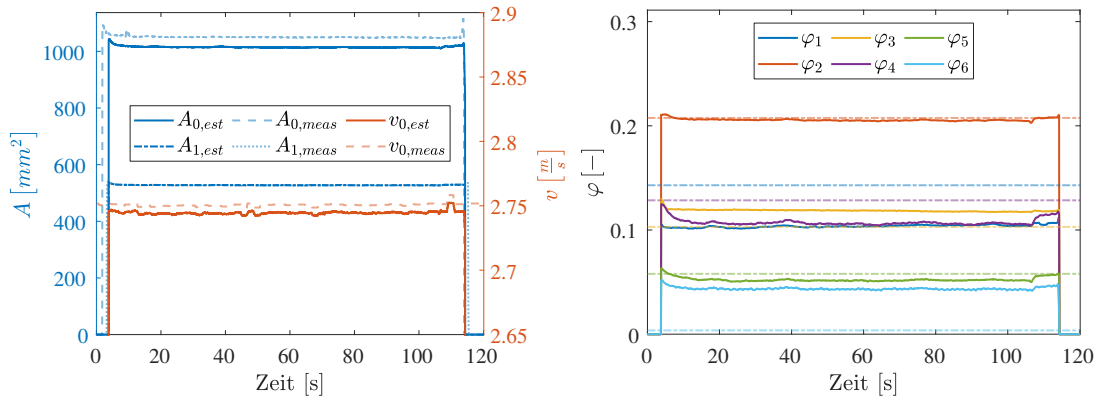 1000
800
600
400
200
0
A [mm²]
A₀,est A₀,meas v₀,est
A₁,est A₁,meas v₀,meas
2.9
2.85
2.8
2.75
2.7
2.65
v [m/s]
0 20 40 60 80 100 120
Zeit [s]
0.3
0.2
0.1
0
φ [−]
φ₁ φ₃ φ₅
φ₂ φ₄ φ₆
0 20 40 60 80 100 120
Zeit [s]